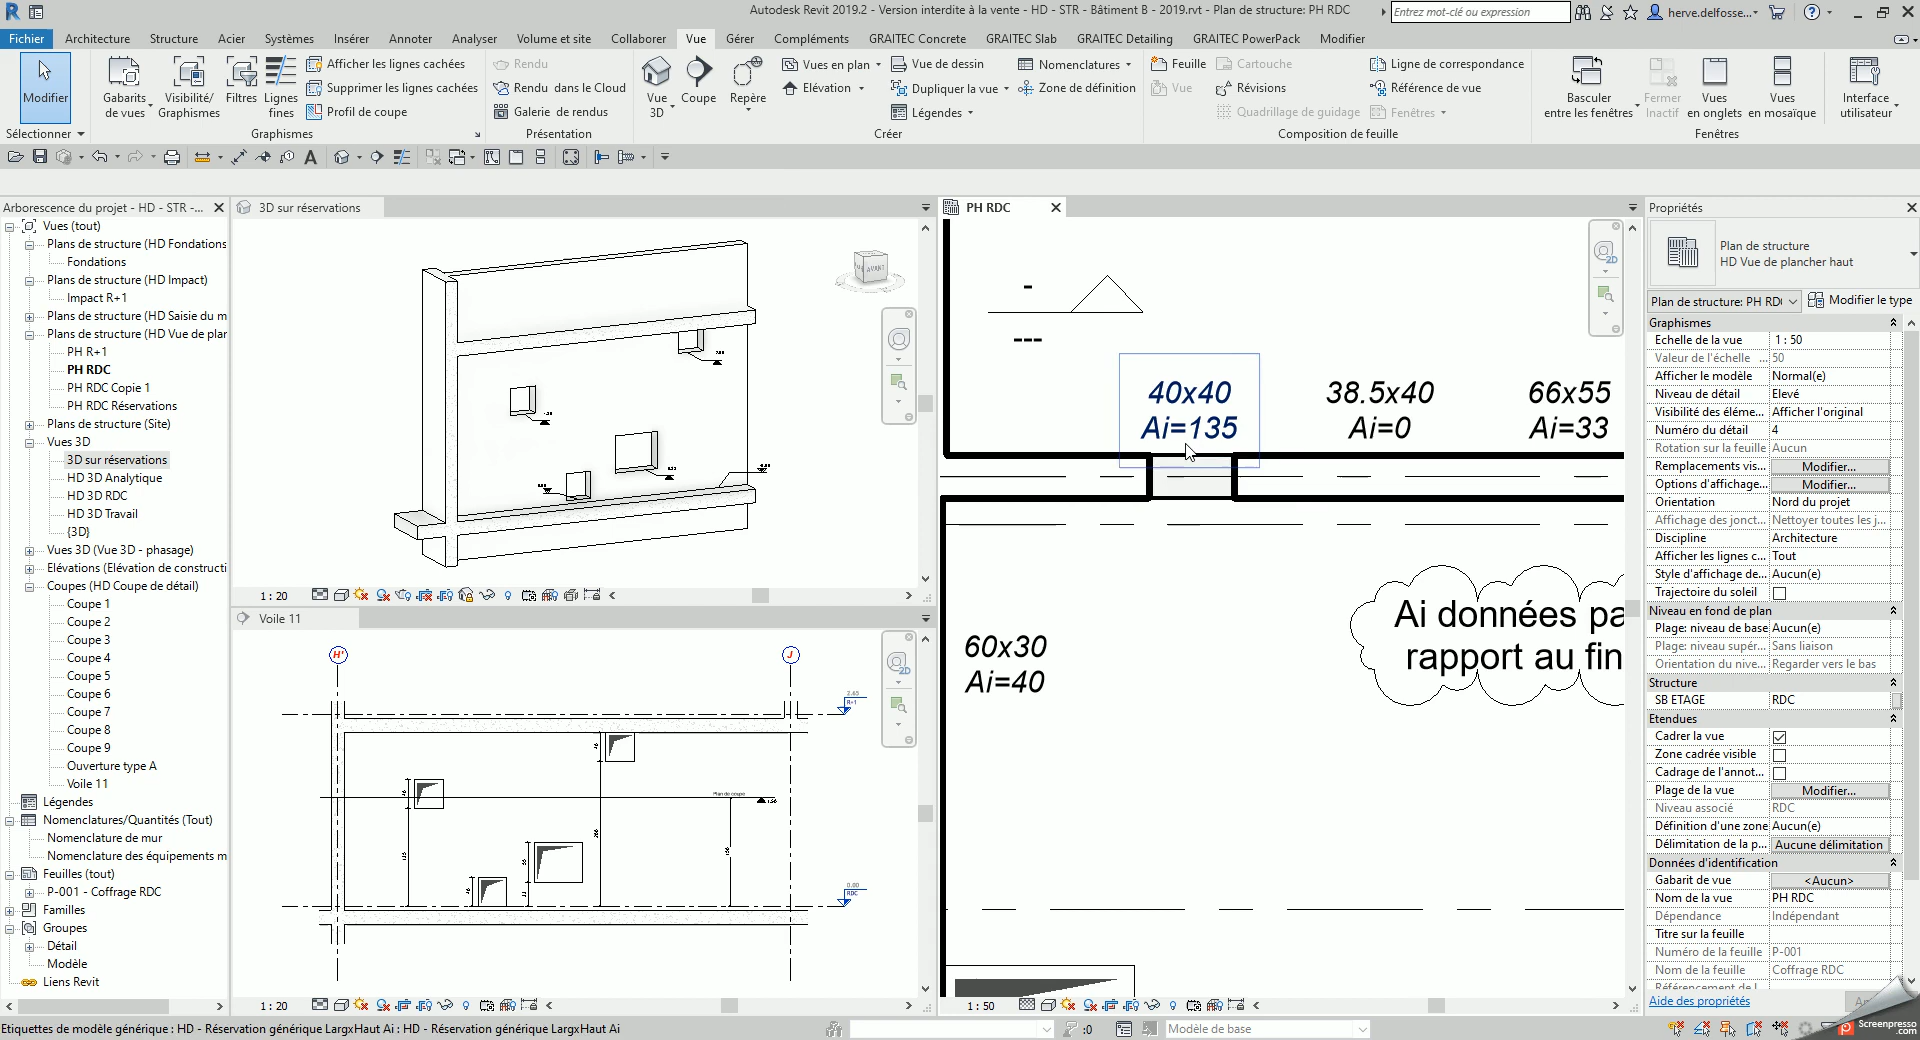 Autodesk Revit 2019.2 - Version interdite à la vente - HD - STR - Bâtiment B - 2019.rvt - Plan de structure: PH RDC
Entrez mot-clé ou expression
herve.delfosse...
Fichier Architecture Structure Acier Systèmes Insérer Annoter Analyser Volume et site Collaborer Vue Gérer Compléments GRAITEC Concrete GRAITEC Slab GRAITEC Detailing GRAITEC PowerPack Modifier
Modifier
Sélectionner
Gabarits de vues
Visibilité/ Graphismes
Filtres
Lignes fines
Afficher les lignes cachées
Supprimer les lignes cachées
Profil de coupe
Graphismes
Rendu
Rendu dans le Cloud
Galerie de rendus
Présentation
Vue 3D
Coupe
Repère
Vues en plan
Elévation
Vue de dessin
Dupliquer la vue
Légendes
Nomenclatures
Zone de définition
Créer
Feuille
Vue
Cartouche
Révisions
Quadrillage de guidage
Ligne de correspondance
Référence de vue
Fenêtres
Composition de feuille
Basculer entre les fenêtres
Fermer Inactif
Vues en onglets
Vues en mosaïque
Fenêtres
Interface utilisateur
Arborescence du projet - HD - STR -...
Vues (tout)
Plans de structure (HD Fondations
Fondations
Plans de structure (HD Impact)
Impact R+1
Plans de structure (HD Saisie du m
Plans de structure (HD Vue de plar
PH R+1
PH RDC
PH RDC Copie 1
PH RDC Réservations
Plans de structure (Site)
Vues 3D
3D sur réservations
HD 3D Analytique
HD 3D RDC
HD 3D Travail
{3D}
Vues 3D (Vue 3D - phasage)
Elévations (Elévation de constructi
Coupes (HD Coupe de détail)
Coupe 1
Coupe 2
Coupe 3
Coupe 4
Coupe 5
Coupe 6
Coupe 7
Coupe 8
Coupe 9
Ouverture type A
Voile 11
Légendes
Nomenclatures/Quantités (Tout)
Nomenclature de mur
Nomenclature des équipements m
Feuilles (tout)
P-001 - Coffrage RDC
Familles
Groupes
Détail
Modèle
Liens Revit
3D sur réservations
AVANT
1 : 20
Voile 11
H'
J
2.65
R+1
Plan de coupe
1.56
0.00
RDC
2D
1 : 20
PH RDC
2D
-
---
40x40
Ai=135
38.5x40
Ai=0
66x55
Ai=33
60x30
Ai=40
Ai données pa
rapport au fin
1 : 50
Propriétés
Plan de structure
HD Vue de plancher haut
Plan de structure: PH RD
Modifier le type
Graphismes
Echelle de la vue 1 : 50
Valeur de l'échelle ... 50
Afficher le modèle Normal(e)
Niveau de détail Elevé
Visibilité des éléme... Afficher l'original
Numéro du détail 4
Rotation sur la feuille Aucun
Remplacements vis... Modifier...
Options d'affichage... Modifier...
Orientation Nord du projet
Affichage des jonct... Nettoyer toutes les j...
Discipline Architecture
Afficher les lignes c... Tout
Style d'affichage de... Aucun(e)
Trajectoire du soleil
Niveau en fond de plan
Plage: niveau de base Aucun(e)
Plage: niveau supér... Sans liaison
Orientation du nive... Regarder vers le bas
Structure
SB ETAGE RDC
Etendues
Cadrer la vue
Zone cadrée visible
Cadrage de l'annot...
Plage de la vue Modifier...
Niveau associé RDC
Définition d'une zone Aucun(e)
Délimitation de la p... Aucune délimitation
Données d'identification
Gabarit de vue <Aucun>
Nom de la vue PH RDC
Dépendance Indépendant
Titre sur la feuille
Numéro de la feuille P-001
Nom de la feuille Coffrage RDC
Aide des propriétés
Etiquettes de modèle générique : HD - Réservation générique LargxHaut Ai : HD - Réservation générique LargxHaut Ai
:0
Modèle de base
Screenpresso
.com